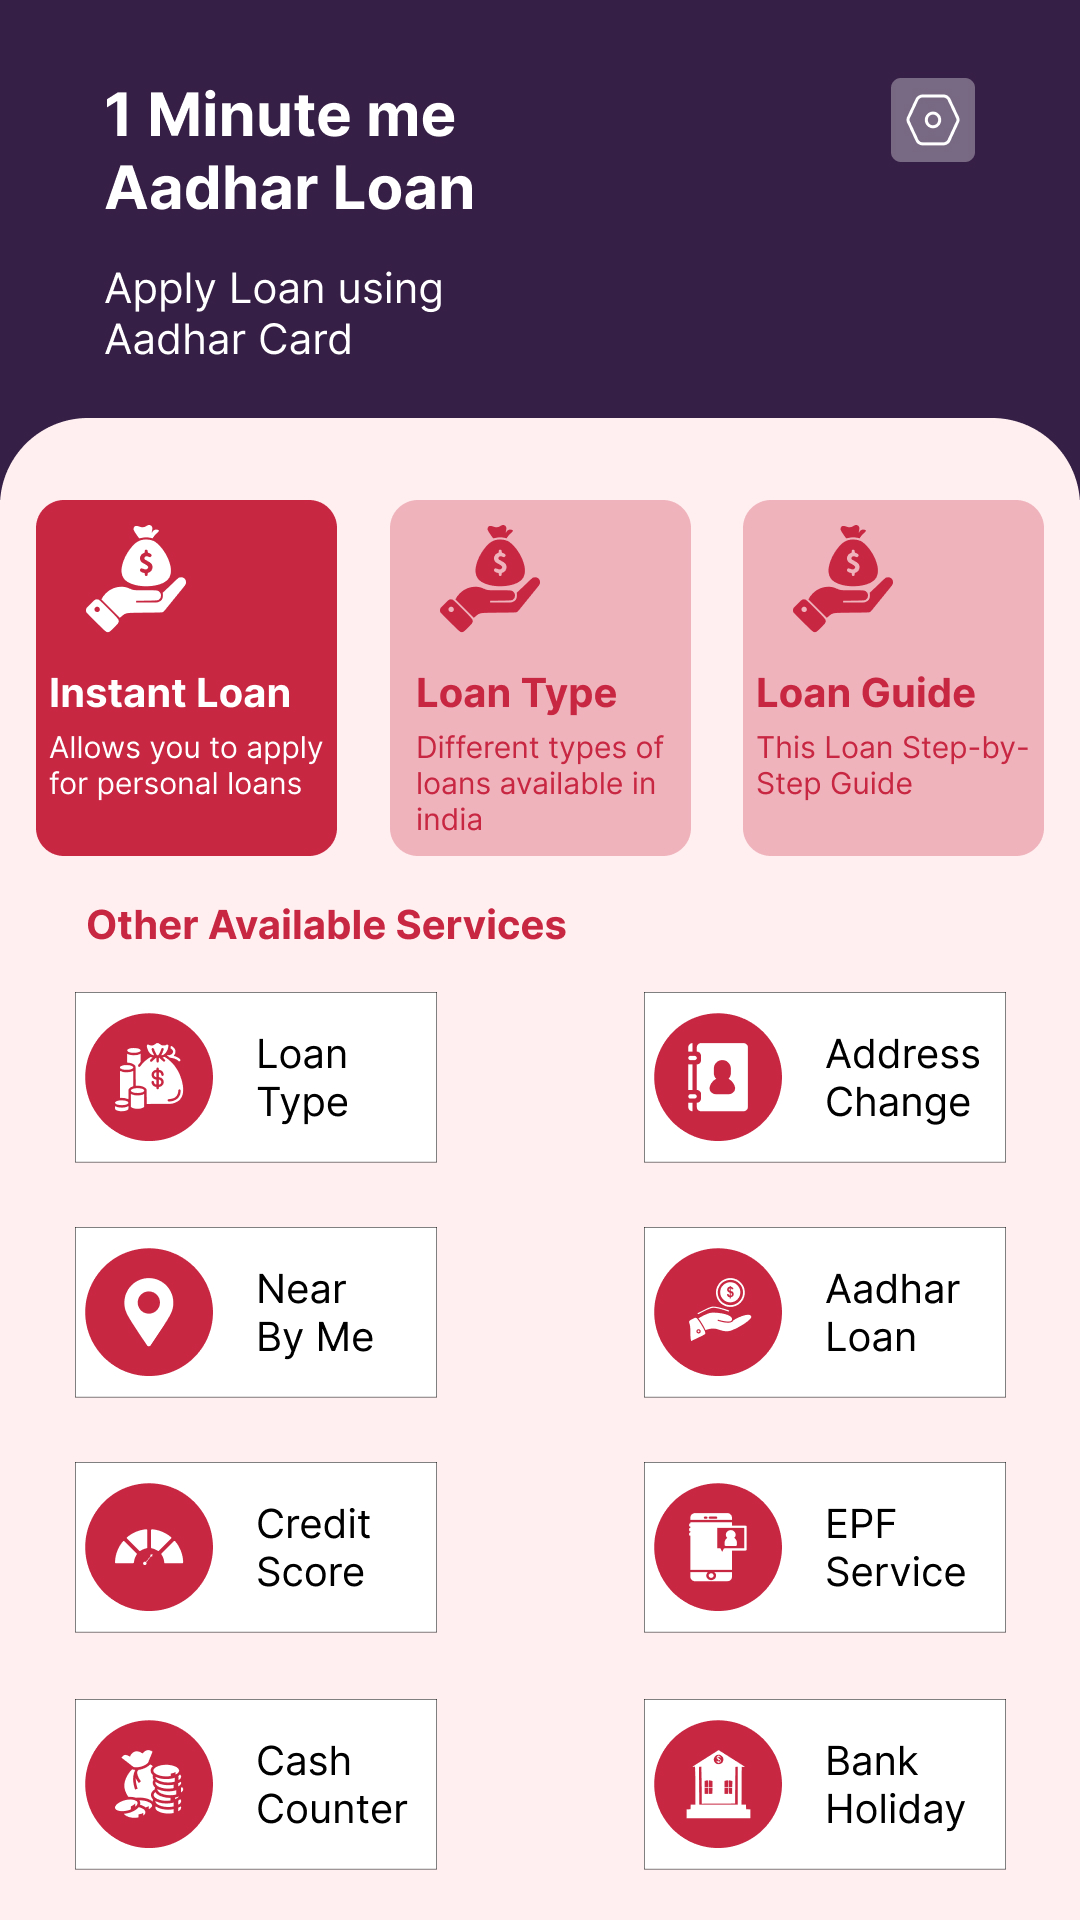 1 Minute me
Aadhar Loan
Apply Loan using
Aadhar Card
$
$
$
Instant Loan
Allows you to apply
for personal loans
Loan Type
Different types of
loans available in
india
Loan Guide
This Loan Step-by-
Step Guide
Other Available Services
$
Loan
Type
Address
Change
Near
By Me
$
Aadhar
Loan
Credit
Score
EPF
Service
Cash
Counter
$
Bank
Holiday